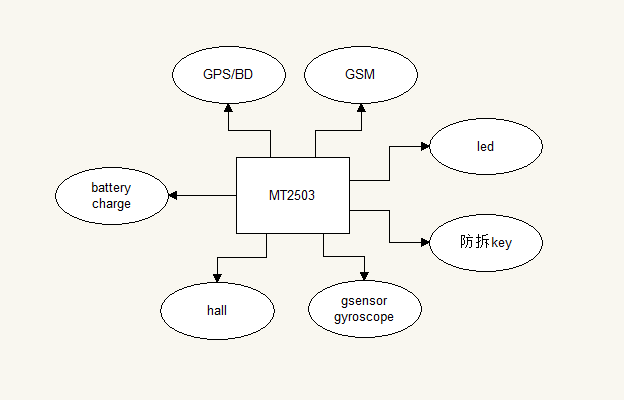 GPS/BD
GSM
led
battery
charge
MT2503
防拆key
hall
gsensor
gyroscope